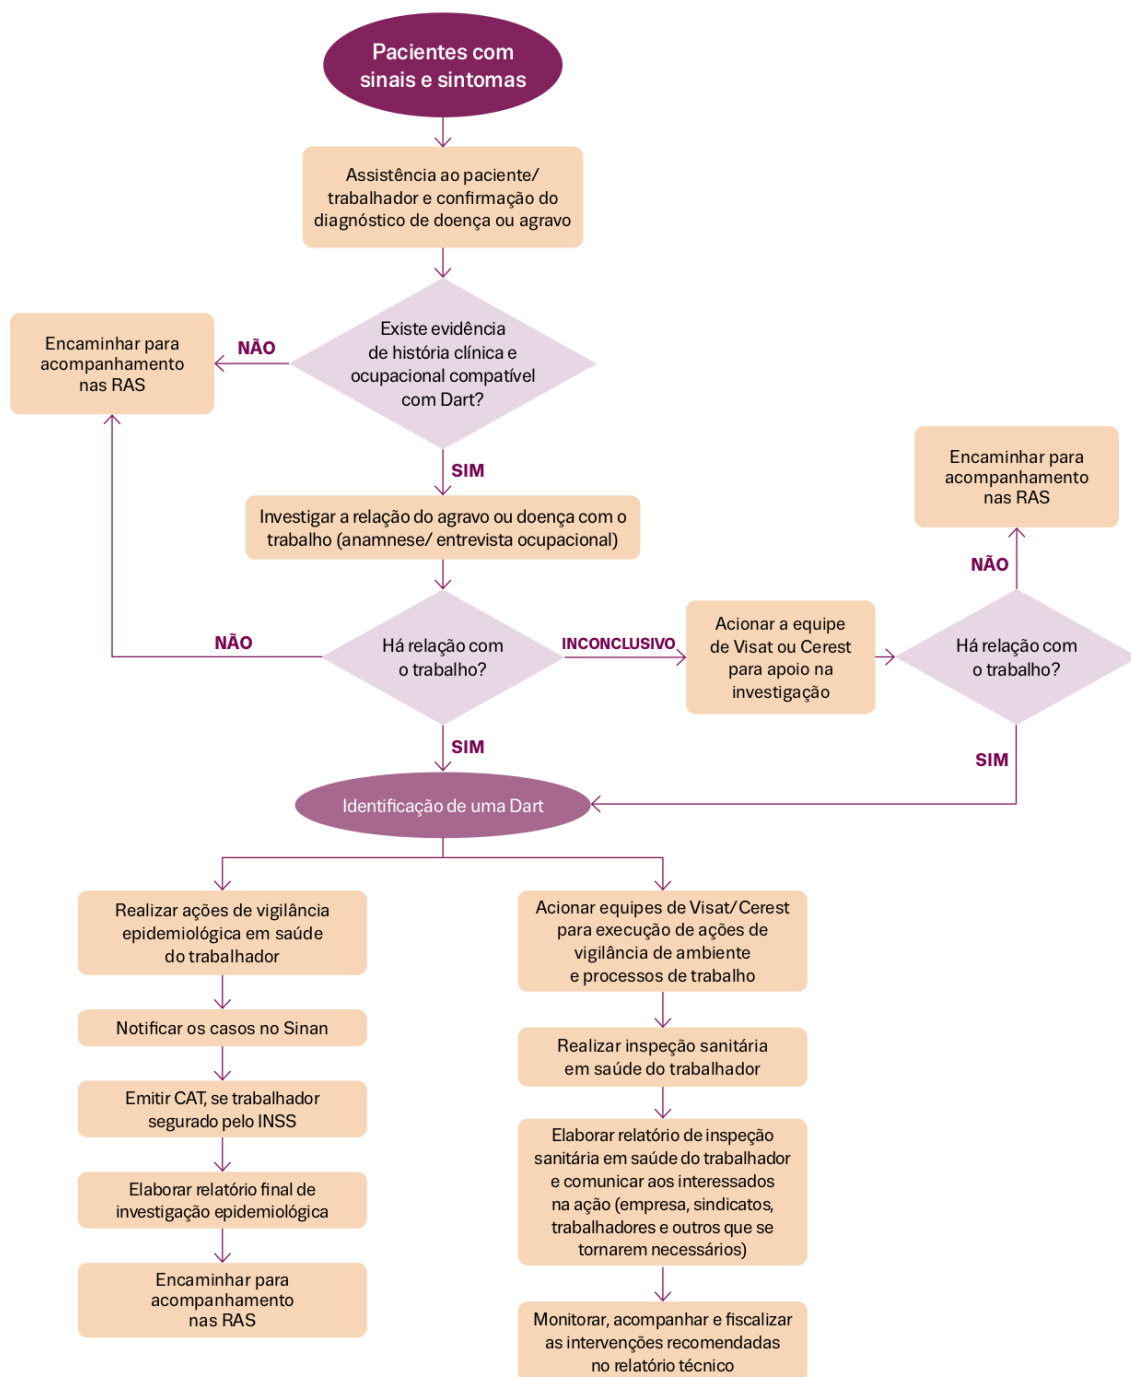 Pacientes com
sinais e sintomas
Assistência ao paciente/
trabalhador e confirmação do
diagnóstico de doença ou agravo
Existe evidência
de história clínica e
ocupacional compatível
com Dart?
NÃO
Encaminhar para
acompanhamento
nas RAS
SIM
Investigar a relação do agravo ou doença com o
trabalho (anamnese/ entrevista ocupacional)
Há relação com
o trabalho?
NÃO
INCONCLUSIVO
Acionar a equipe
de Visat ou Cerest
para apoio na
investigação
Há relação com
o trabalho?
NÃO
Encaminhar para
acompanhamento
nas RAS
SIM
SIM
Identificação de uma Dart
Realizar ações de vigilância
epidemiológica em saúde
do trabalhador
Notificar os casos no Sinan
Emitir CAT, se trabalhador
segurado pelo INSS
Elaborar relatório final de
investigação epidemiológica
Encaminhar para
acompanhamento
nas RAS
Acionar equipes de Visat/Cerest
para execução de ações de
vigilância de ambiente
e processos de trabalho
Realizar inspeção sanitária
em saúde do trabalhador
Elaborar relatório de inspeção
sanitária em saúde do trabalhador
e comunicar aos interessados
na ação (empresa, sindicatos,
trabalhadores e outros que se
tornarem necessários)
Monitorar, acompanhar e fiscalizar
as intervenções recomendadas
no relatório técnico